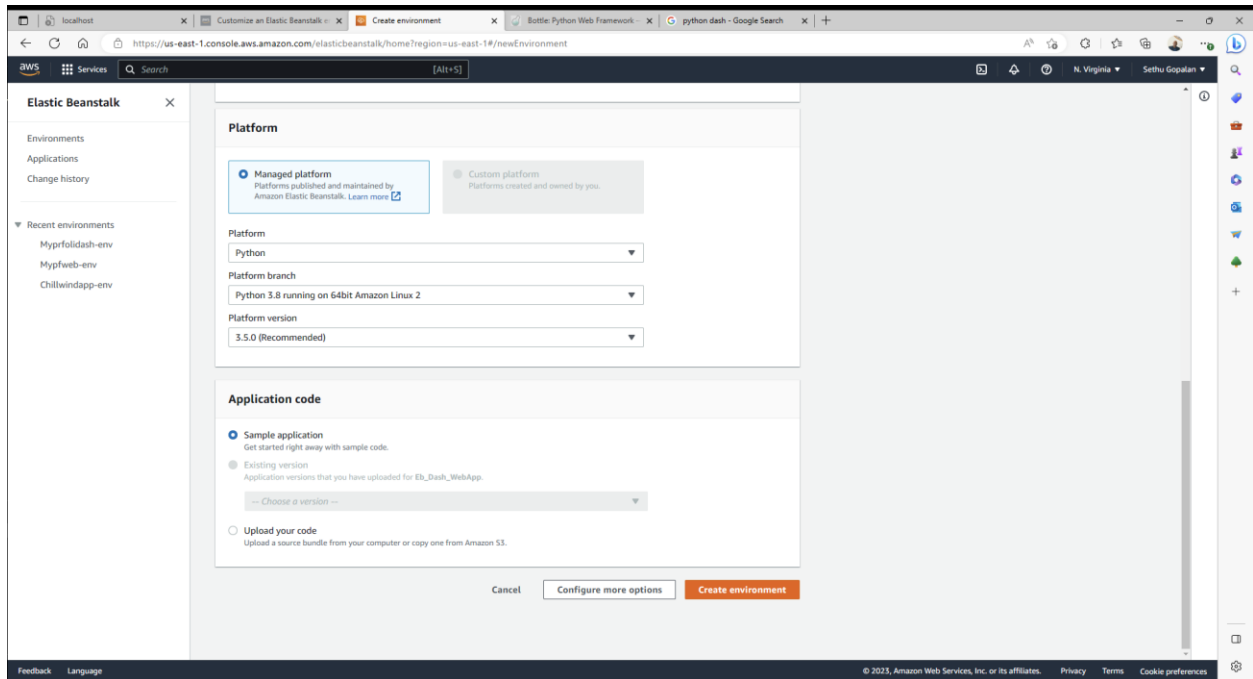 localhost
Customize an Elastic Beanstalk e
Create environment
Bottle: Python Web Framework -
python dash - Google Search
https://us-east-1.console.aws.amazon.com/elasticbeanstalk/home?region=us-east-1#/newEnvironment
aws
Services
Search
[Alt+S]
N. Virginia
Sethu Gopalan
Elastic Beanstalk
Environments
Applications
Change history
Recent environments
Myprfolidash-env
Mypfweb-env
Chillwindapp-env
Platform
Managed platform
Platforms published and maintained by
Amazon Elastic Beanstalk. Learn more
Custom platform
Platforms created and owned by you.
Platform
Python
Platform branch
Python 3.8 running on 64bit Amazon Linux 2
Platform version
3.5.0 (Recommended)
Application code
Sample application
Get started right away with sample code.
Existing version
Application versions that you have uploaded for Eb_Dash_WebApp.
-- Choose a version --
Upload your code
Upload a source bundle from your computer or copy one from Amazon S3.
Cancel
Configure more options
Create environment
Feedback
Language
© 2023, Amazon Web Services, Inc. or its affiliates.
Privacy
Terms
Cookie preferences